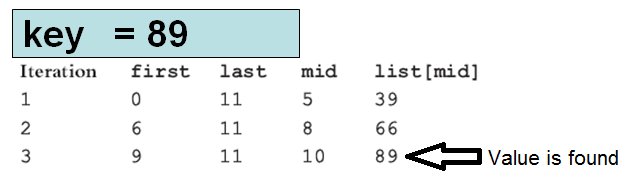 key = 89
Iteration first last mid list[mid]
1 0 11 5 39
2 6 11 8 66
3 9 11 10 89 Value is found